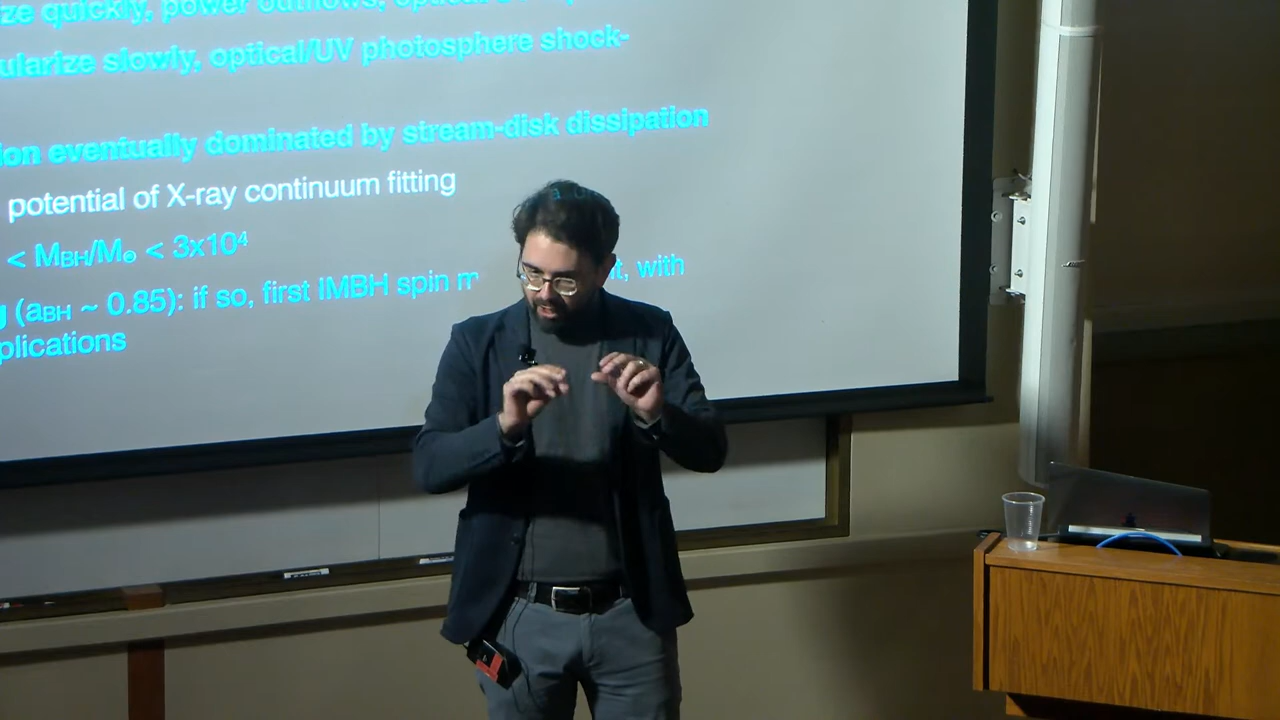 ze quickly, power outflows,
ularize slowly, optical/UV photosphere shock-
ion eventually dominated by stream-disk dissipation
potential of X-ray continuum fitting
< MBH/M⊙ < 3x10⁴
g (aBH ~ 0.85): if so, first IMBH spin with
plications